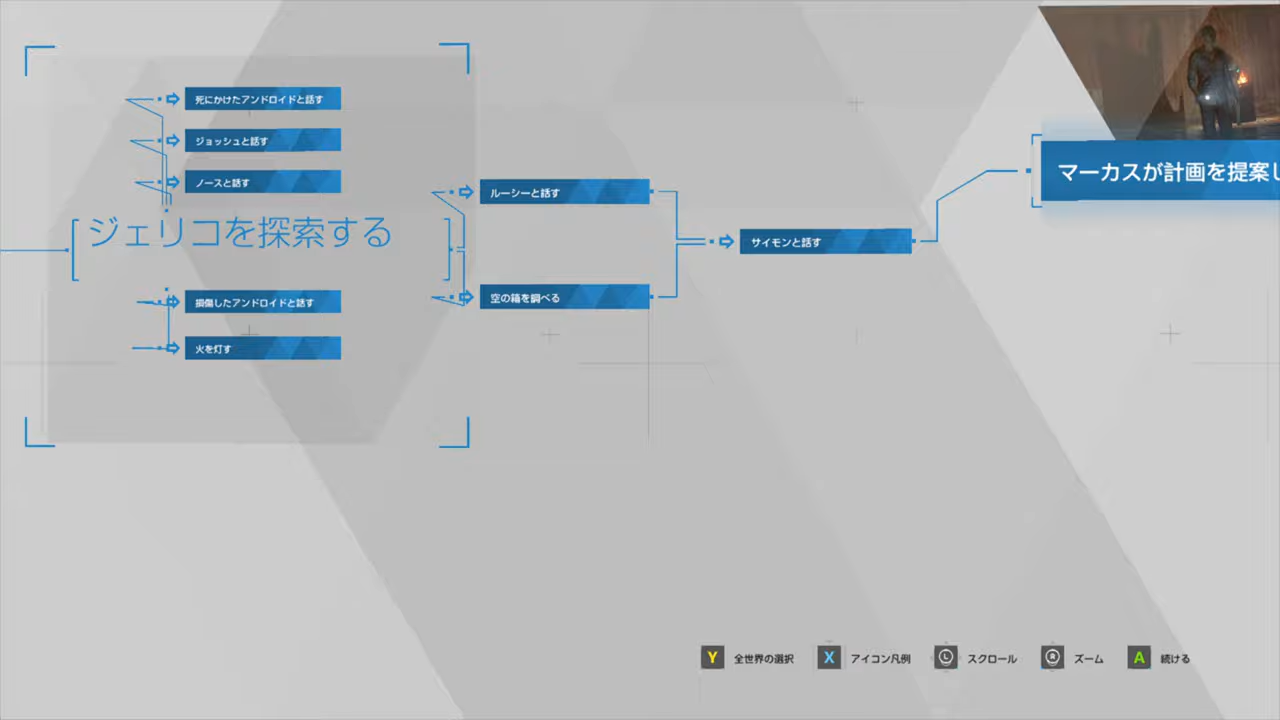 死にかけたアンドロイドと話す
ジョッシュと話す
ノースと話す
ジェリコを探索する
損傷したアンドロイドと話す
火を灯す
ルーシーと話す
空の箱を調べる
サイモンと話す
マーカスが計画を提案し
Y 全世界の選択 X アイコン凡例 L スクロール R ズーム A 続ける